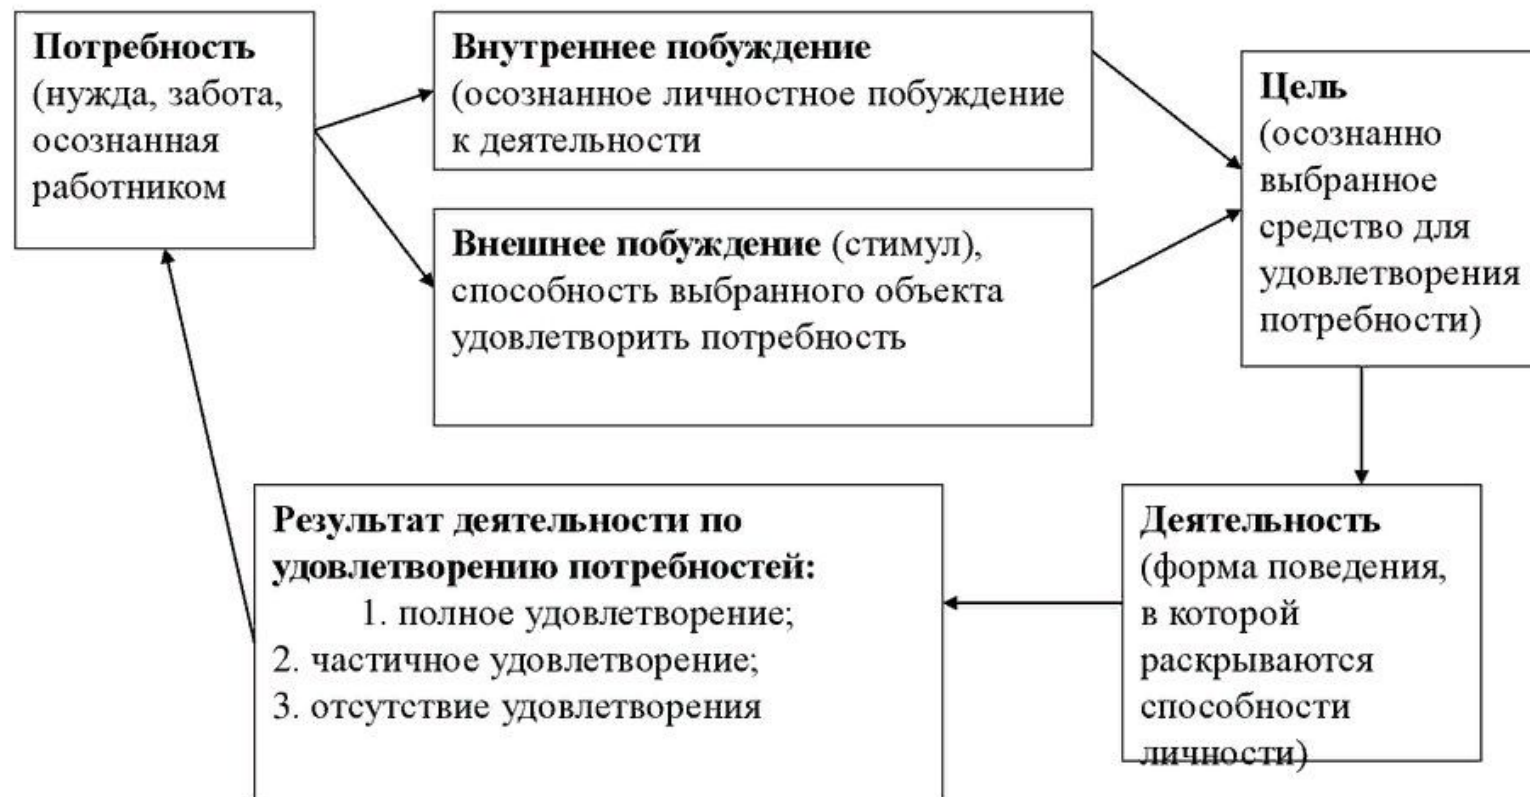 Потребность
(нужда, забота,
осознанная
работником
Внутреннее побуждение
(осознанное личностное побуждение
к деятельности
Внешнее побуждение (стимул),
способность выбранного объекта
удовлетворить потребность
Цель
(осознанно
выбранное
средство для
удовлетворения
потребности)
Деятельность
(форма поведения,
в которой
раскрываются
способности
личности)
Результат деятельности по
удовлетворению потребностей:
1. полное удовлетворение;
2. частичное удовлетворение;
3. отсутствие удовлетворения